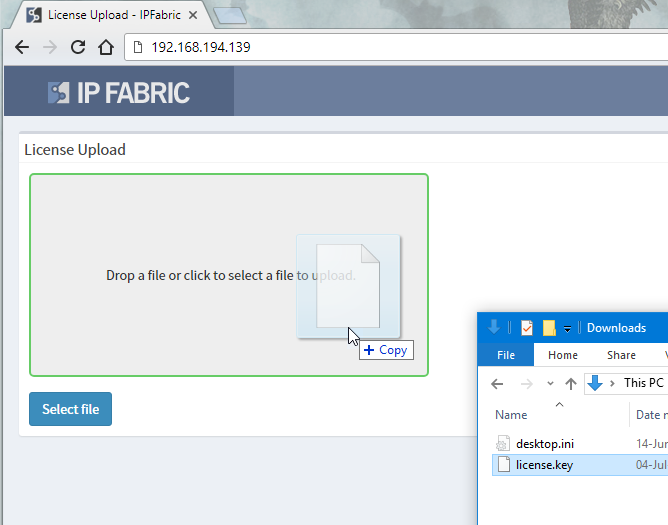 License Upload - IPFabric
192.168.194.139
IP FABRIC
License Upload
Drop a file or click to select a file to upload.
+ Copy
Select file
Downloads
File Home Share V
This PC
Name Date n
desktop.ini 14-Jun
license.key 04-Jul